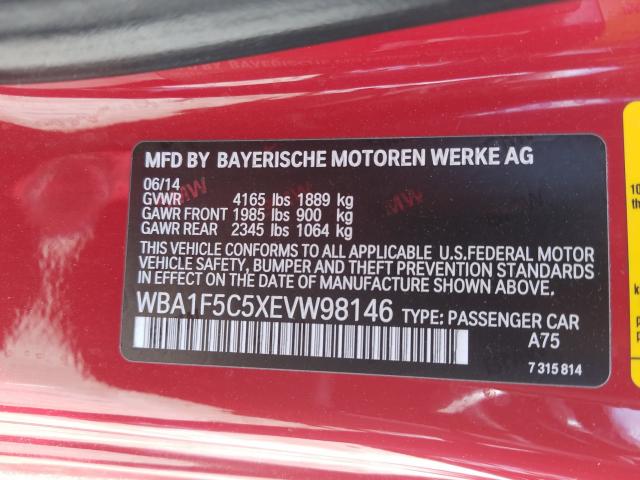 MFD BY BAYERISCHE MOTOREN WERKE AG
06/14
GVWR 4165 lbs 1889 kg
GAWR FRONT 1985 lbs 900 kg
GAWR REAR 2345 lbs 1064 kg
THIS VEHICLE CONFORMS TO ALL APPLICABLE U.S.FEDERAL MOTOR
VEHICLE SAFETY, BUMPER AND THEFT PREVENTION STANDARDS
IN EFFECT ON THE DATE OF MANUFACTURE SHOWN ABOVE.
WBA1F5C5XEVW98146 TYPE: PASSENGER CAR
A75
7 315 814